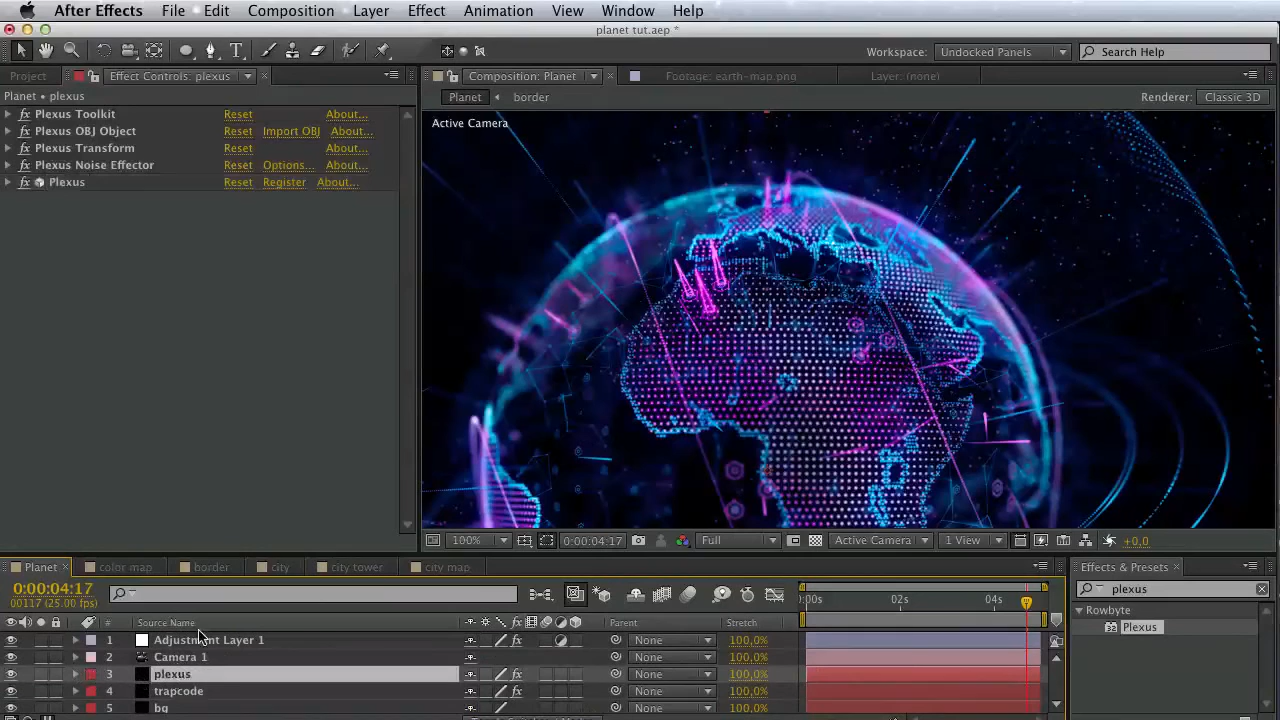 After Effects File Edit Composition Layer Effect Animation View Window Help
planet tut.aep *
Workspace: Undocked Panels Search Help
Project Effect Controls: plexus
Composition: Planet Footage: earth-map.png Layer: (none)
Planet • plexus
Planet border Renderer: Classic 3D
fx Plexus Toolkit Reset About...
fx Plexus OBJ Object Reset Import OBJ About...
fx Plexus Transform Reset About...
fx Plexus Noise Effector Reset Options... About...
fx Plexus Reset Register About...
Active Camera
100% 0:00:04:17 Full Active Camera 1 View +0,0
Planet color map border city city tower city map
Effects & Presets
0:00:04:17
00117 (25.00 fps)
plexus
:00s 02s 04s
Rowbyte
Plexus
# Source Name fx Parent Stretch
1 Adjustment Layer 1 fx None 100,0%
2 Camera 1 None 100,0%
3 plexus fx None 100,0%
4 trapcode fx None 100,0%
5 bg None 100,0%